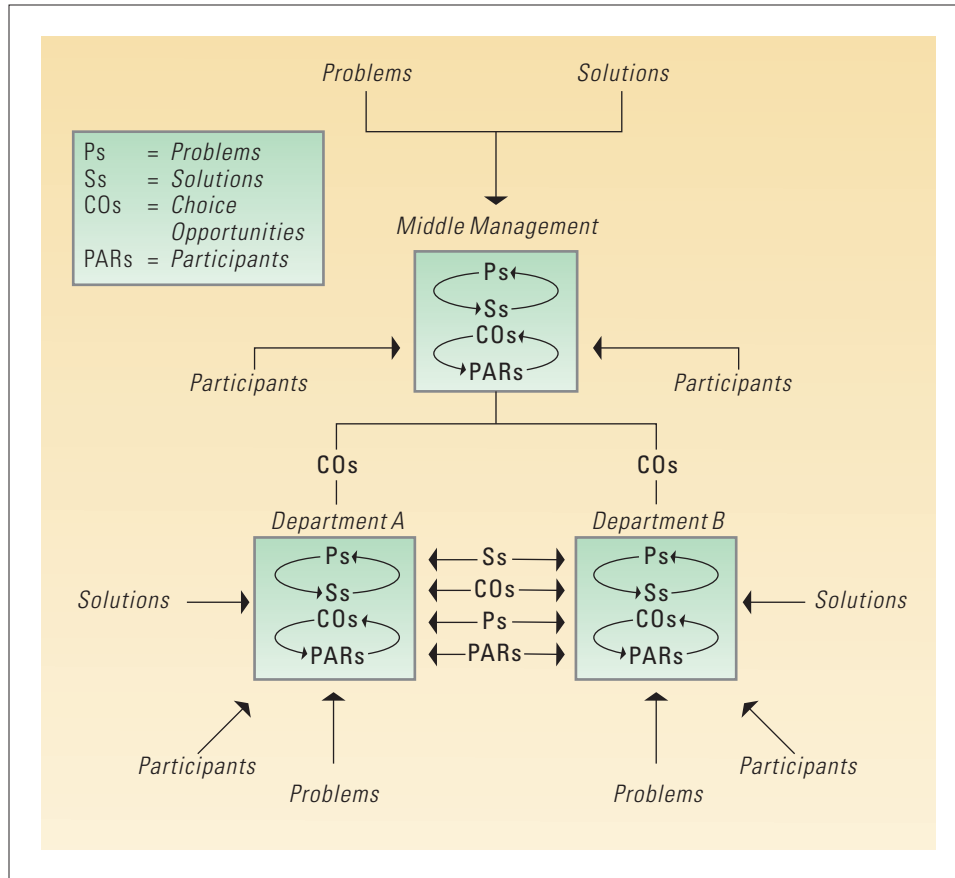 Problems
Solutions
Ps = Problems
Ss = Solutions
COs = Choice
Opportunities
PARs = Participants
Middle Management
Ps
Ss
COs
PARs
Participants
Participants
COs
COs
Department A
Department B
Ps
Ss
COs
PARs
Ss
COs
Ps
PARs
Ps
Ss
COs
PARs
Solutions
Solutions
Participants
Problems
Problems
Participants